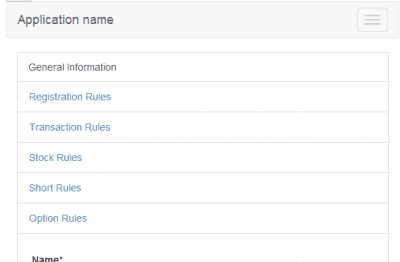 Application name
General Information
Registration Rules
Transaction Rules
Stock Rules
Short Rules
Option Rules
Name*